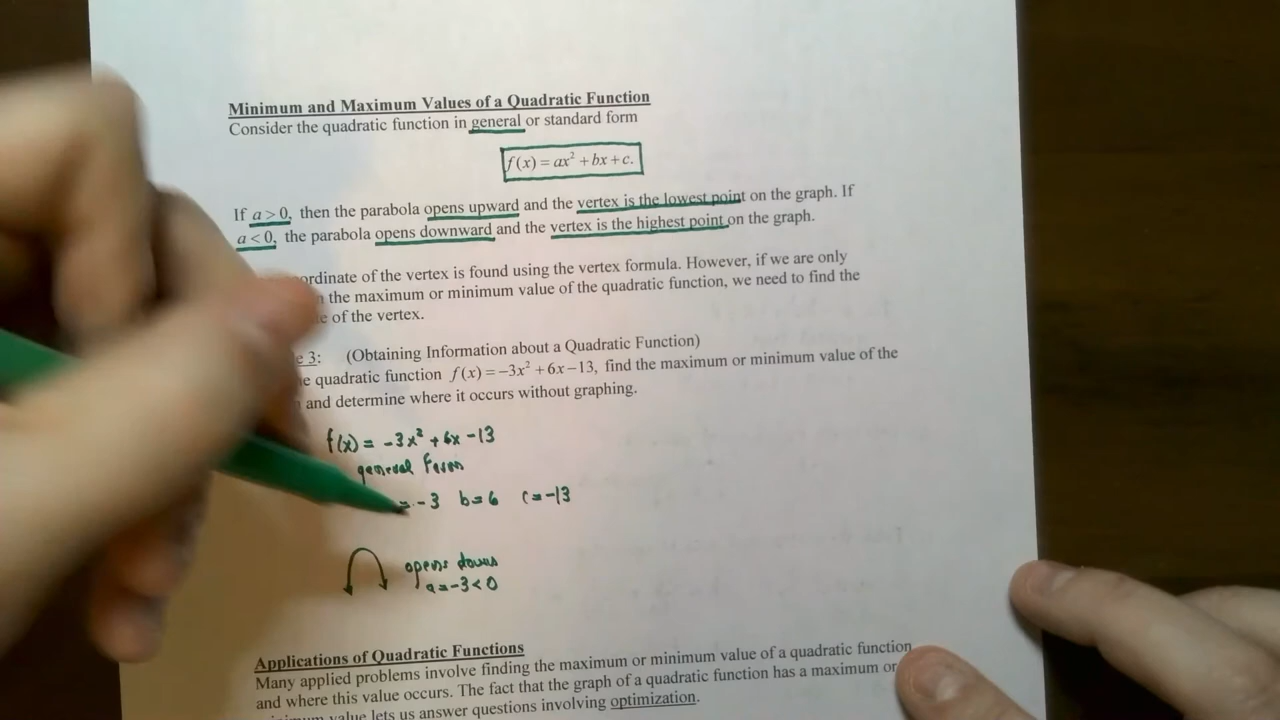 Minimum and Maximum Values of a Quadratic Function
Consider the quadratic function in general or standard form
f(x) = ax² + bx + c.
If a > 0, then the parabola opens upward and the vertex is the lowest point on the graph. If
a < 0, the parabola opens downward and the vertex is the highest point on the graph.
ordinate of the vertex is found using the vertex formula. However, if we are only
the maximum or minimum value of the quadratic function, we need to find the
of the vertex.
3: (Obtaining Information about a Quadratic Function)
quadratic function f(x) = −3x² + 6x − 13, find the maximum or minimum value of the
and determine where it occurs without graphing.
f(x) = -3x² + 6x - 13
general form
= -3 b = 6 c = -13
opens down
a = -3 < 0
Applications of Quadratic Functions
Many applied problems involve finding the maximum or minimum value of a quadratic function
and where this value occurs. The fact that the graph of a quadratic function has a maximum or
value lets us answer questions involving optimization.